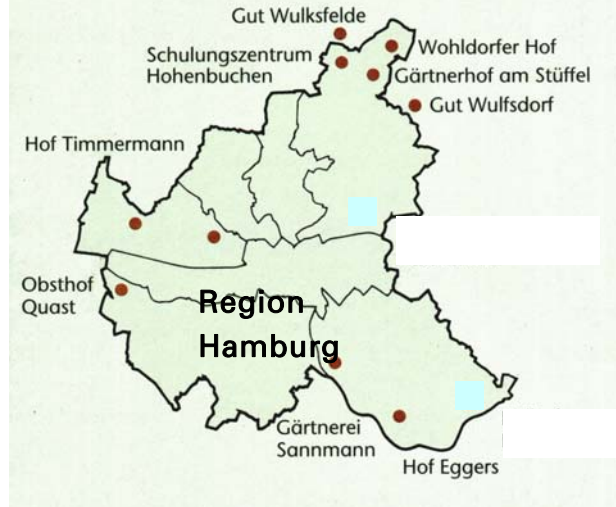 Gut Wulksfelde
Wohldorfer Hof
Schulungszentrum
Hohenbuchen
Gärtnerhof am Stüffel
Gut Wulfsdorf
Hof Timmermann
Obsthof
Quast
Region
Hamburg
Gärtnerei
Sannmann
Hof Eggers